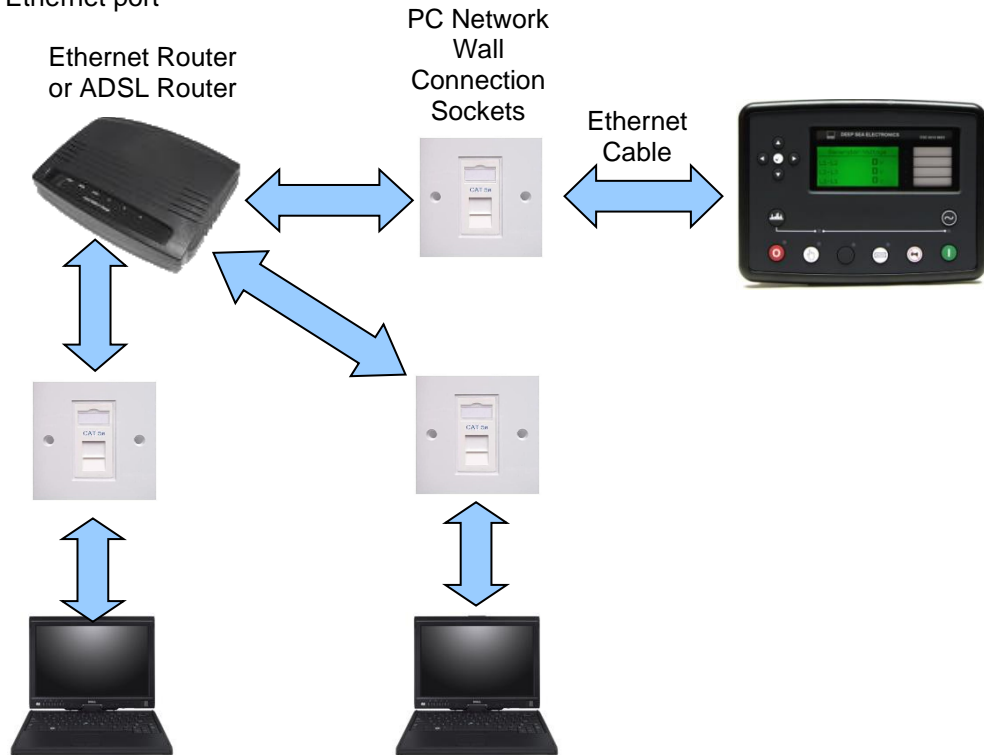 Ethernet port
PC Network
Wall
Connection
Sockets
Ethernet Router
or ADSL Router
Ethernet
Cable
DEEP SEA ELECTRONICS
CAT 5e
CAT 5e
CAT 5e